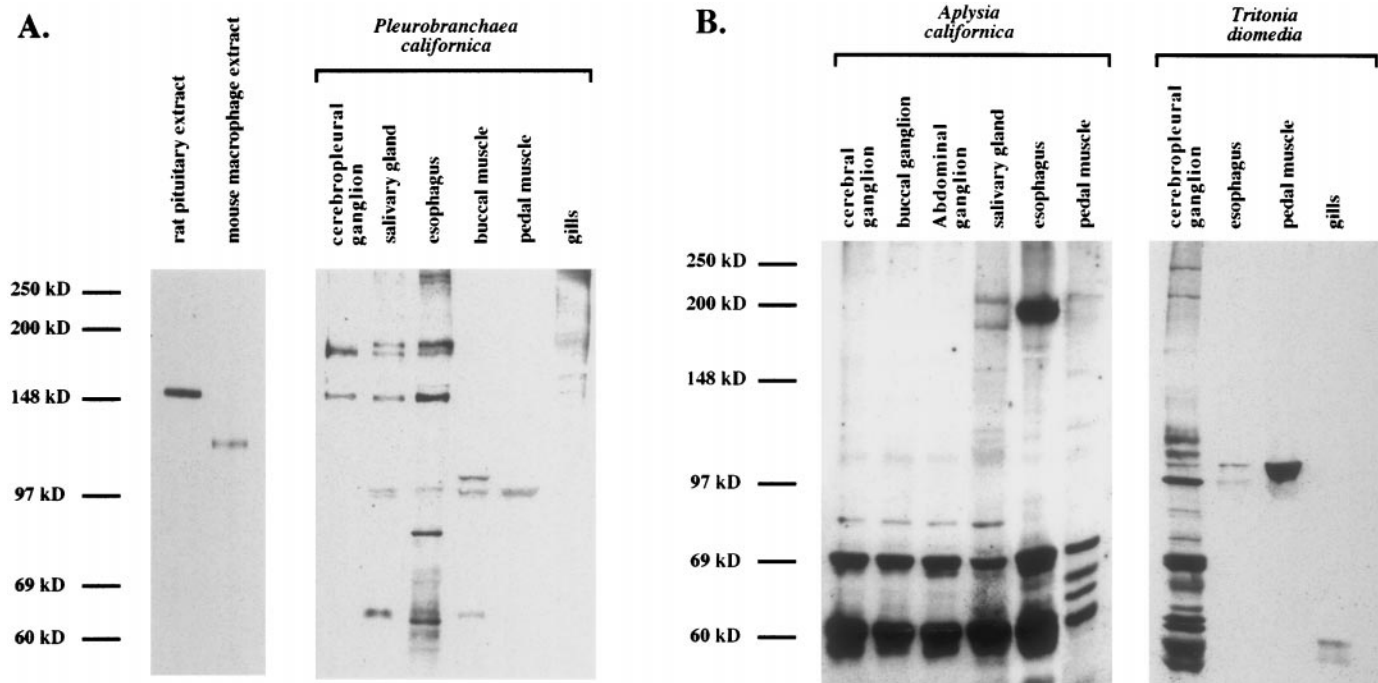 A.
rat pituitary extract
mouse macrophage extract
Pleurobranchaea
californica
cerebropleural
ganglion
salivary gland
esophagus
buccal muscle
pedal muscle
gills
250 kD
200 kD
148 kD
97 kD
69 kD
60 kD
B.
Aplysia
californica
cerebral
ganglion
buccal ganglion
Abdominal
ganglion
salivary gland
esophagus
pedal muscle
Tritonia
diomedia
cerebropleural
ganglion
esophagus
pedal muscle
gills
250 kD
200 kD
148 kD
97 kD
69 kD
60 kD